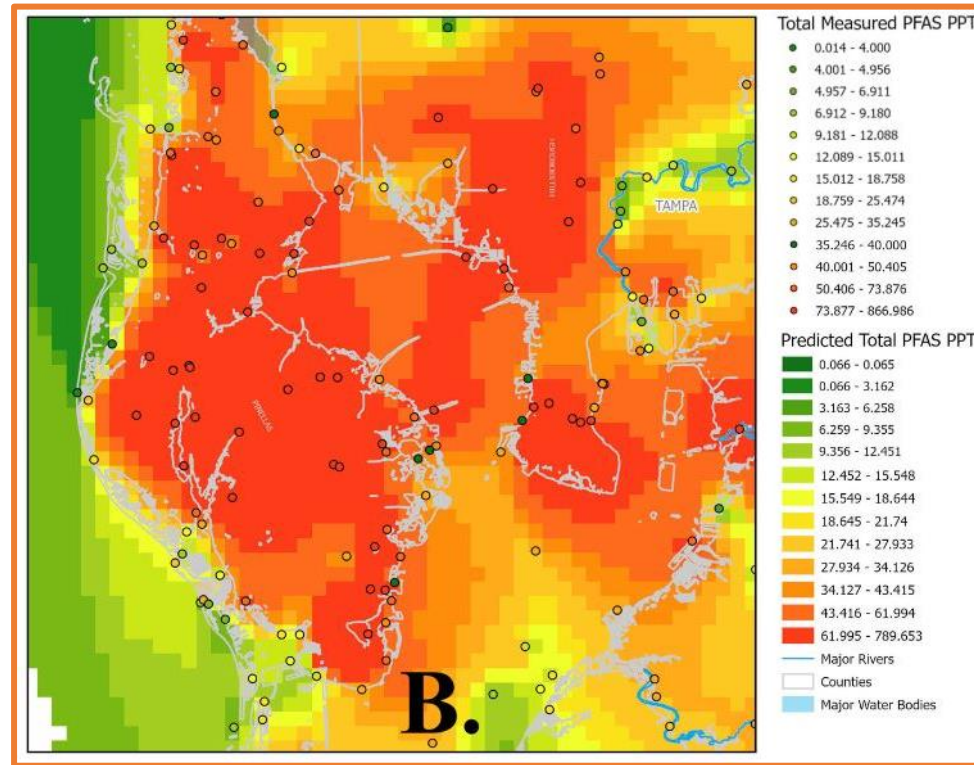 Total Measured PFAS PPT
0.014 - 4.000
4.001 - 4.956
4.957 - 6.911
6.912 - 9.180
9.181 - 12.088
12.089 - 15.011
15.012 - 18.758
18.759 - 25.474
25.475 - 35.245
35.246 - 40.000
40.001 - 50.405
50.406 - 73.876
73.877 - 866.986
Predicted Total PFAS PPT
0.066 - 0.065
0.066 - 3.162
3.163 - 6.258
6.259 - 9.355
9.356 - 12.451
12.452 - 15.548
15.549 - 18.644
18.645 - 21.74
21.741 - 27.933
27.934 - 34.126
34.127 - 43.415
43.416 - 61.994
61.995 - 789.653
Major Rivers
Counties
Major Water Bodies
HILLSBOROUGH
TAMPA
PINELLAS
B.